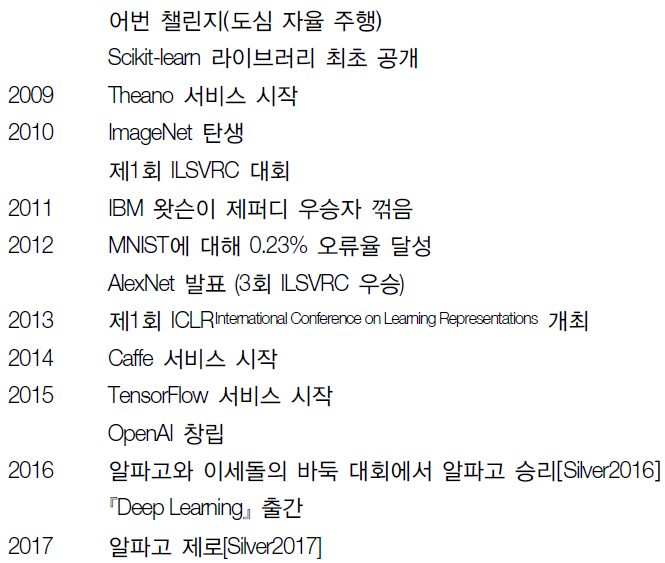 어번 챌린지(도심 자율 주행)
Scikit-learn 라이브러리 최초 공개
2009 Theano 서비스 시작
2010 ImageNet 탄생
제1회 ILSVRC 대회
2011 IBM 왓슨이 제퍼디 우승자 꺾음
2012 MNIST에 대해 0.23% 오류율 달성
AlexNet 발표 (3회 ILSVRC 우승)
2013 제1회 ICLR International Conference on Learning Representations 개최
2014 Caffe 서비스 시작
2015 TensorFlow 서비스 시작
OpenAI 창립
2016 알파고와 이세돌의 바둑 대회에서 알파고 승리[Silver2016]
『Deep Learning』 출간
2017 알파고 제로[Silver2017]